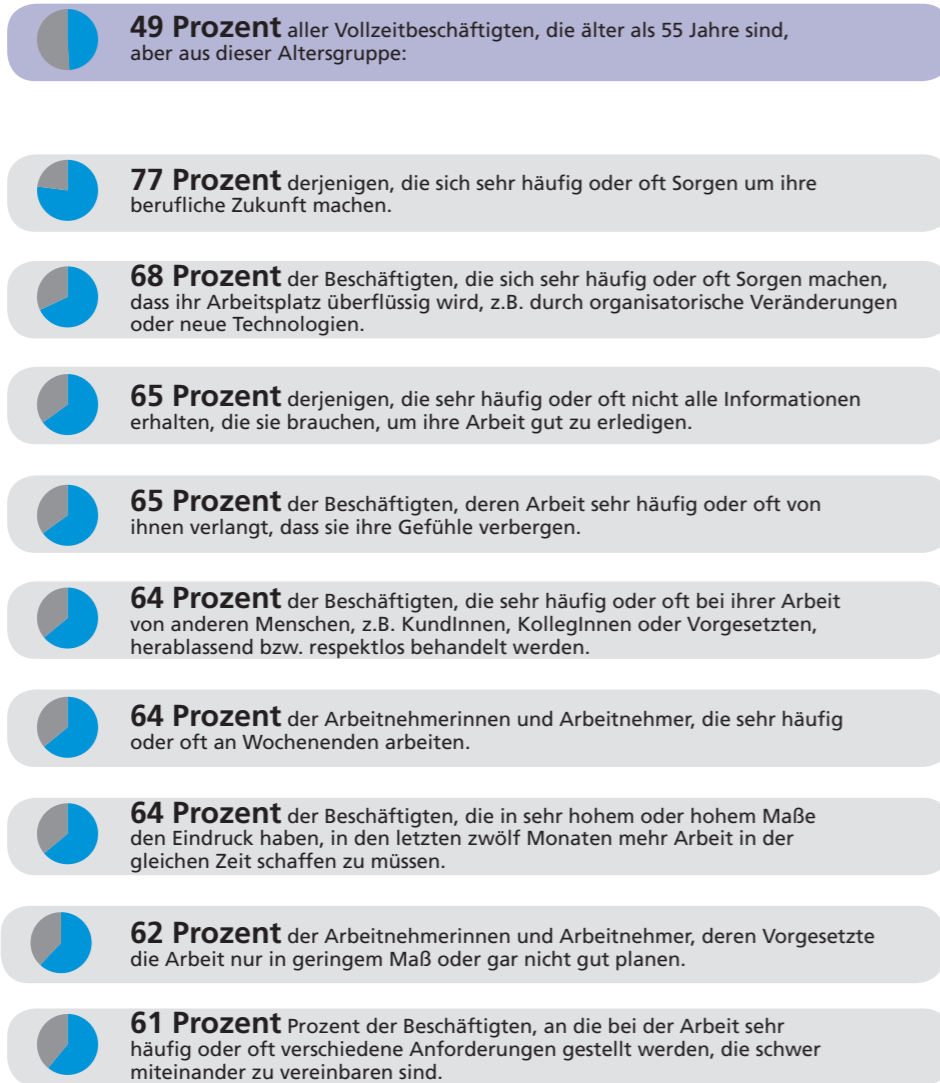 49 Prozent aller Vollzeitbeschäftigten, die älter als 55 Jahre sind,
aber aus dieser Altersgruppe:
77 Prozent derjenigen, die sich sehr häufig oder oft Sorgen um ihre
berufliche Zukunft machen.
68 Prozent der Beschäftigten, die sich sehr häufig oder oft Sorgen machen,
dass ihr Arbeitsplatz überflüssig wird, z.B. durch organisatorische Veränderungen
oder neue Technologien.
65 Prozent derjenigen, die sehr häufig oder oft nicht alle Informationen
erhalten, die sie brauchen, um ihre Arbeit gut zu erledigen.
65 Prozent der Beschäftigten, deren Arbeit sehr häufig oder oft von
ihnen verlangt, dass sie ihre Gefühle verbergen.
64 Prozent der Beschäftigten, die sehr häufig oder oft bei ihrer Arbeit
von anderen Menschen, z.B. KundInnen, KollegInnen oder Vorgesetzten,
herablassend bzw. respektlos behandelt werden.
64 Prozent der Arbeitnehmerinnen und Arbeitnehmer, die sehr häufig
oder oft an Wochenenden arbeiten.
64 Prozent der Beschäftigten, die in sehr hohem oder hohem Maße
den Eindruck haben, in den letzten zwölf Monaten mehr Arbeit in der
gleichen Zeit schaffen zu müssen.
62 Prozent der Arbeitnehmerinnen und Arbeitnehmer, deren Vorgesetzte
die Arbeit nur in geringem Maß oder gar nicht gut planen.
61 Prozent Prozent der Beschäftigten, an die bei der Arbeit sehr
häufig oder oft verschiedene Anforderungen gestellt werden, die schwer
miteinander zu vereinbaren sind.